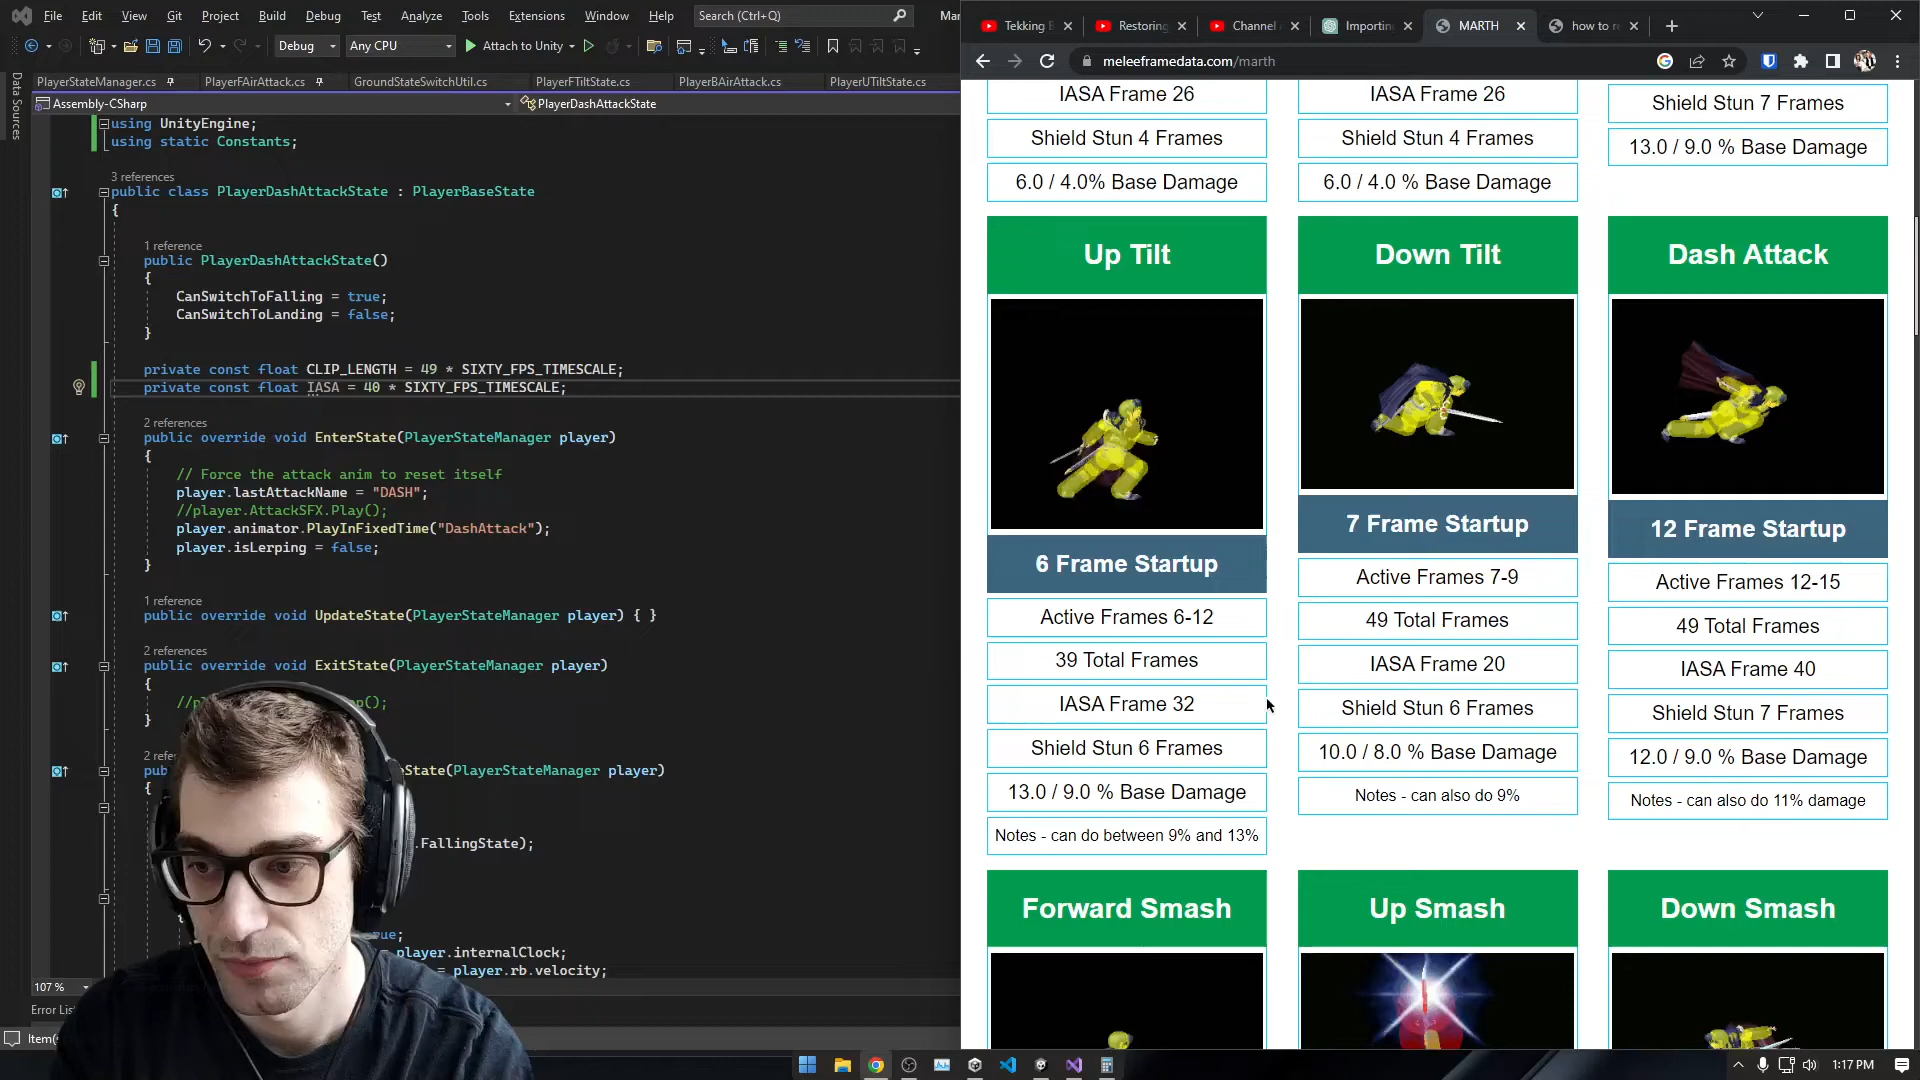 File Edit View Git Project Build Debug Test Analyze Tools Extensions Window Help Search (Ctrl+Q)
Debug Any CPU Attach to Unity
PlayerStateManager.cs PlayerFAirAttack.cs GroundStateSwitchUtil.cs PlayerFTiltState.cs PlayerBAirAttack.cs PlayerUTiltState.cs
Data Sources
Assembly-CSharp PlayerDashAttackState
using UnityEngine;
using static Constants;
3 references
public class PlayerDashAttackState : PlayerBaseState
{
1 reference
public PlayerDashAttackState()
{
CanSwitchToFalling = true;
CanSwitchToLanding = false;
}
private const float CLIP_LENGTH = 49 * SIXTY_FPS_TIMESCALE;
private const float IASA = 40 * SIXTY_FPS_TIMESCALE;
2 references
public override void EnterState(PlayerStateManager player)
{
// Force the attack anim to reset itself
player.lastAttackName = "DASH";
//player.AttackSFX.Play();
player.animator.PlayInFixedTime("DashAttack");
player.isLerping = false;
}
1 reference
public override void UpdateState(PlayerStateManager player) { }
2 references
public override void ExitState(PlayerStateManager player)
{
}
State(PlayerStateManager player)
{
.FallingState);
player.internalClock;
= player.rb.velocity;
107 %
Tekking Restoring Channel Importin MARTH how to re
meleeframedata.com/marth
IASA Frame 26
Shield Stun 4 Frames
6.0 / 4.0% Base Damage
IASA Frame 26
Shield Stun 4 Frames
6.0 / 4.0 % Base Damage
Shield Stun 7 Frames
13.0 / 9.0 % Base Damage
Up Tilt
6 Frame Startup
Active Frames 6-12
39 Total Frames
IASA Frame 32
Shield Stun 6 Frames
13.0 / 9.0 % Base Damage
Notes - can do between 9% and 13%
Down Tilt
7 Frame Startup
Active Frames 7-9
49 Total Frames
IASA Frame 20
Shield Stun 6 Frames
10.0 / 8.0 % Base Damage
Notes - can also do 9%
Dash Attack
12 Frame Startup
Active Frames 12-15
49 Total Frames
IASA Frame 40
Shield Stun 7 Frames
12.0 / 9.0 % Base Damage
Notes - can also do 11% damage
Forward Smash
Up Smash
Down Smash
1:17 PM